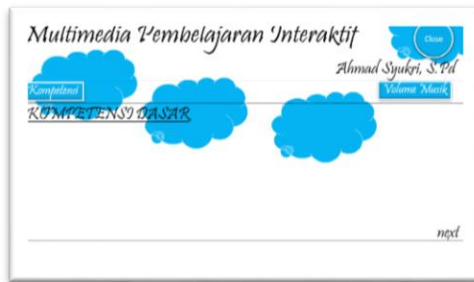 Multimedia Pembelajaran Interaktif
Close
Ahmad Syukri, S.Pd
Kompetensi
Volume Musik
KOMPETENSI DASAR
next